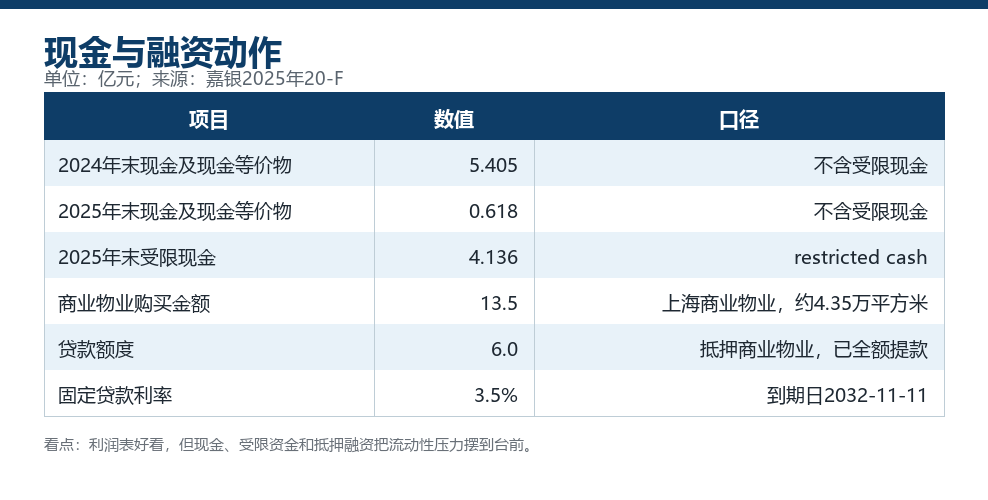 现金与融资动作
单位：亿元；来源：嘉银2025年20-F
项目 数值 口径
2024年末现金及现金等价物 5.405 不含受限现金
2025年末现金及现金等价物 0.618 不含受限现金
2025年末受限现金 4.136 restricted cash
商业物业购买金额 13.5 上海商业物业，约4.35万平方米
贷款额度 6.0 抵押商业物业，已全额提款
固定贷款利率 3.5% 到期日2032-11-11
看点：利润表好看，但现金、受限资金和抵押融资把流动性压力摆到台前。